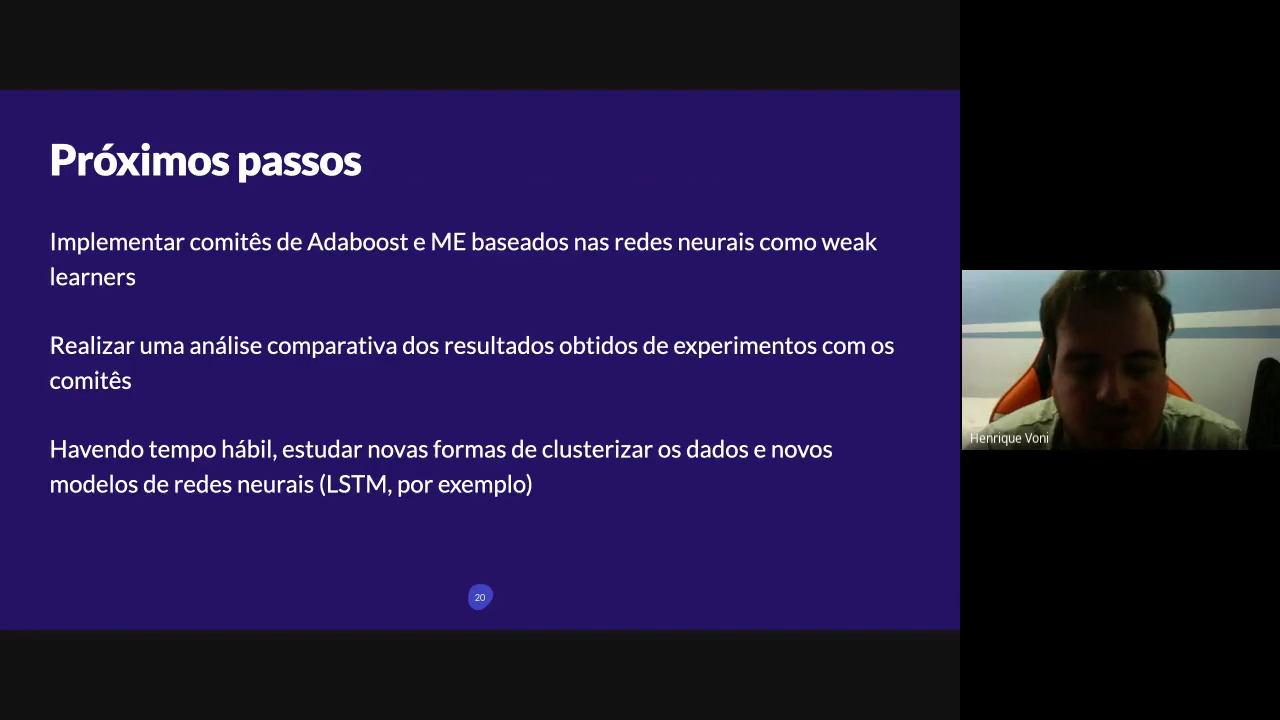 Próximos passos
Implementar comitês de Adaboost e ME baseados nas redes neurais como weak
learners
Realizar uma análise comparativa dos resultados obtidos de experimentos com os
comitês
Havendo tempo hábil, estudar novas formas de clusterizar os dados e novos
modelos de redes neurais (LSTM, por exemplo)
20
Henrique Voni